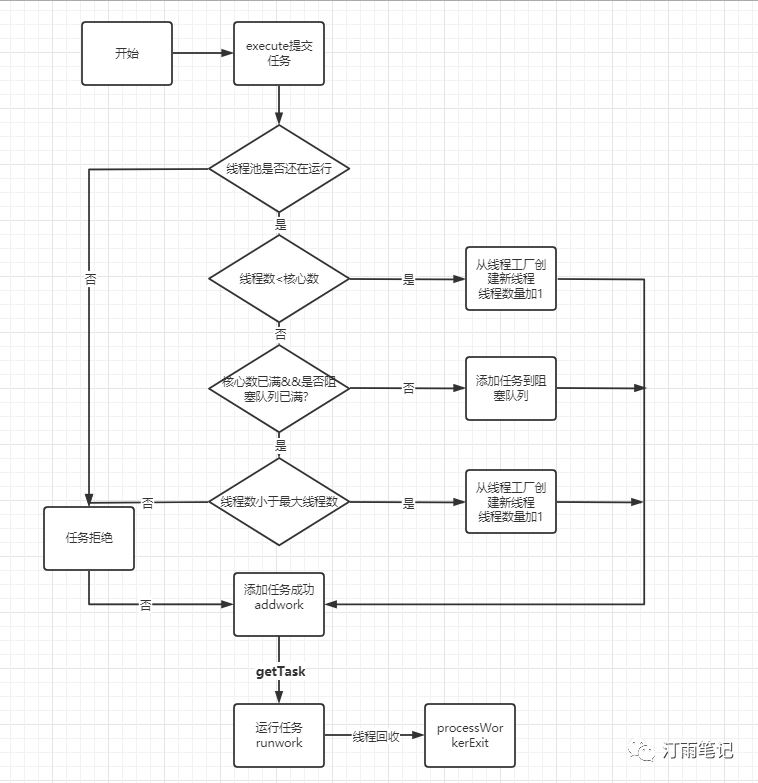 开始
execute提交
任务
线程池是否还在运行
是
否
线程数<核心数
是
从线程工厂创
建新线程
线程数量加1
否
核心数已满&&是否阻
塞队列已满?
否
添加任务到阻
塞队列
是
线程数小于最大线程数
否
是
从线程工厂创
建新线程
线程数量加1
任务拒绝
否
添加任务成功
addwork
getTask
运行任务
runwork
线程回收
processWor
kerExit
汀雨笔记